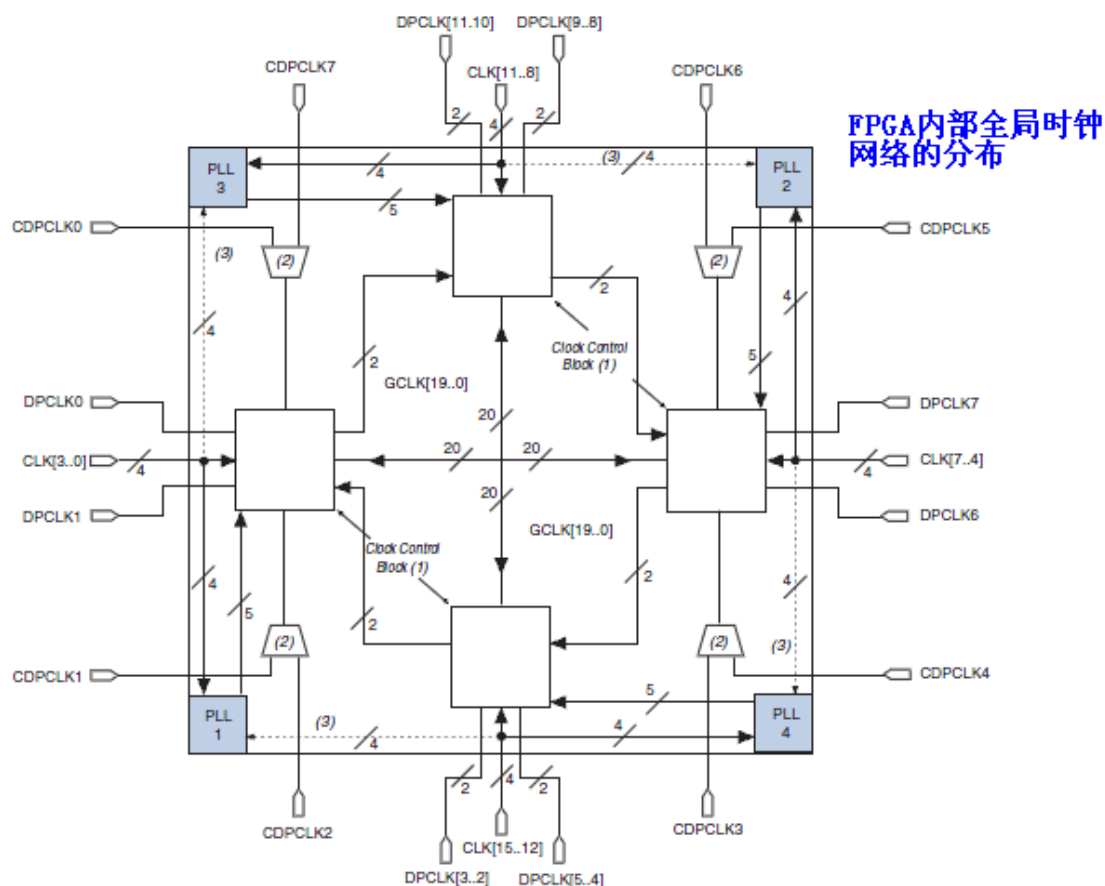 DPCLK[11.10]
DPCLK[9..8]
CDPCLK7
CLK[11..8]
CDPCLK6
FPGA内部全局时钟
网络的分布
2
4
2
PLL
3
4
(3)
4
PLL
2
5
CDPCLK0
(3)
(2)
(2)
CDPCLK5
4
2
4
2
Clock Control
Block (1)
5
GCLK[19..0]
DPCLK0
20
DPCLK7
CLK[3..0]
4
20
20
4
CLK[7..4]
DPCLK1
20
DPCLK6
GCLK[19..0]
Clock Control
Block (1)
4
5
2
2
4
(2)
(2)
(3)
CDPCLK1
CDPCLK4
5
PLL
1
(3)
4
4
PLL
4
2
4
2
CDPCLK2
CDPCLK3
CLK[15..12]
DPCLK[3..2]
DPCLK[5..4]